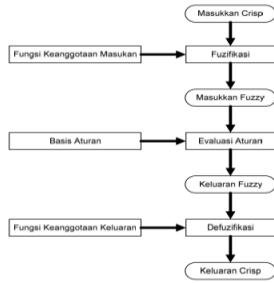 Masukkan Crisp
Fungsi Keanggotaan Masukan
Fuzifikasi
Masukkan Fuzzy
Basis Aturan
Evaluasi Aturan
Keluaran Fuzzy
Fungsi Keanggotaan Keluaran
Defuzifikasi
Keluaran Crisp